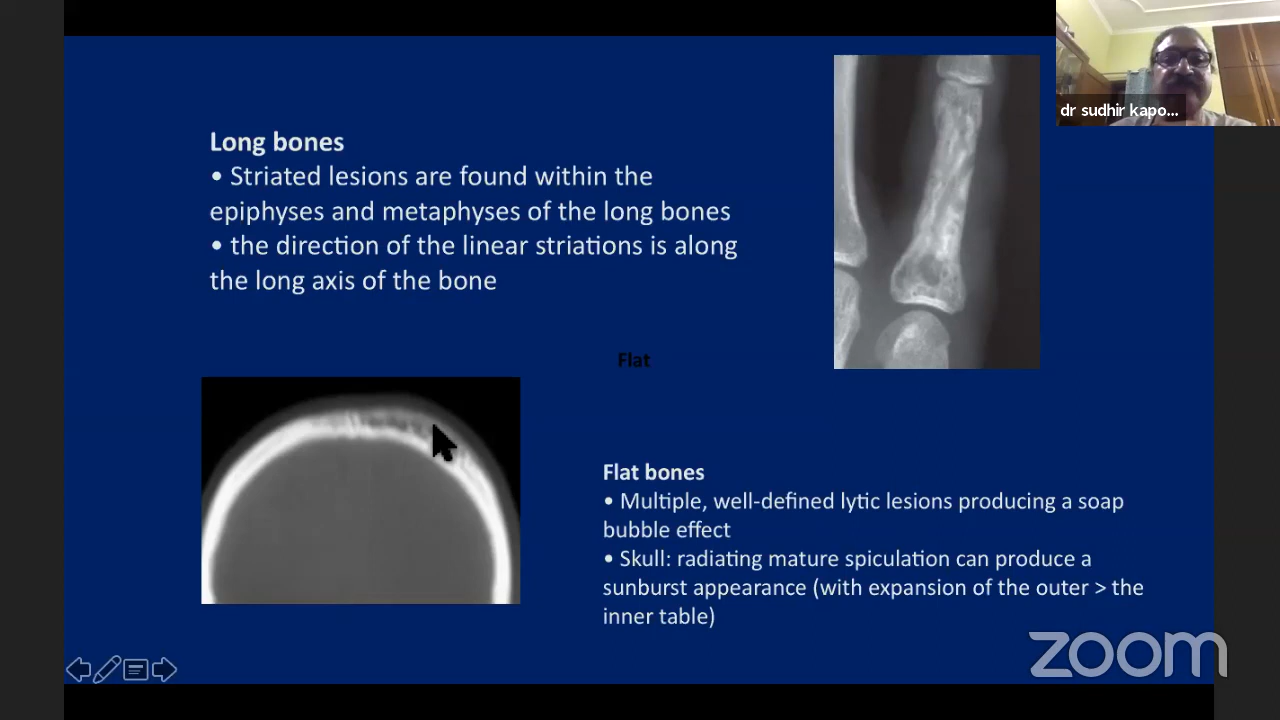 dr sudhir kapo...
Long bones
• Striated lesions are found within the
epiphyses and metaphyses of the long bones
• the direction of the linear striations is along
the long axis of the bone
Flat
Flat bones
• Multiple, well-defined lytic lesions producing a soap
bubble effect
• Skull: radiating mature spiculation can produce a
sunburst appearance (with expansion of the outer > the
inner table)
zoom